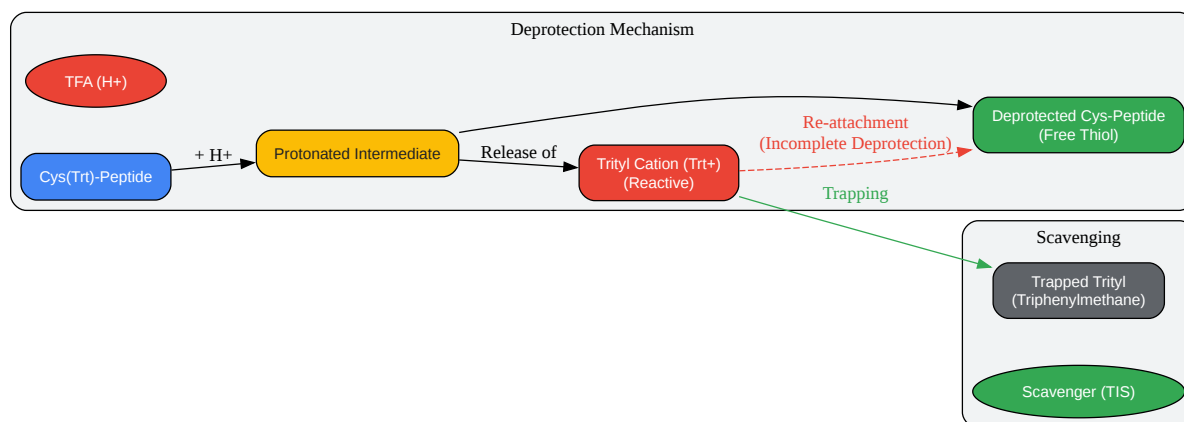 Deprotection Mechanism
TFA (H+)
Cys(Trt)-Peptide
+ H+
Protonated Intermediate
Release of
Trityl Cation (Trt+)
(Reactive)
Re-attachment
(Incomplete Deprotection)
Deprotected Cys-Peptide
(Free Thiol)
Trapping
Scavenging
Trapped Trityl
(Triphenylmethane)
Scavenger (TIS)